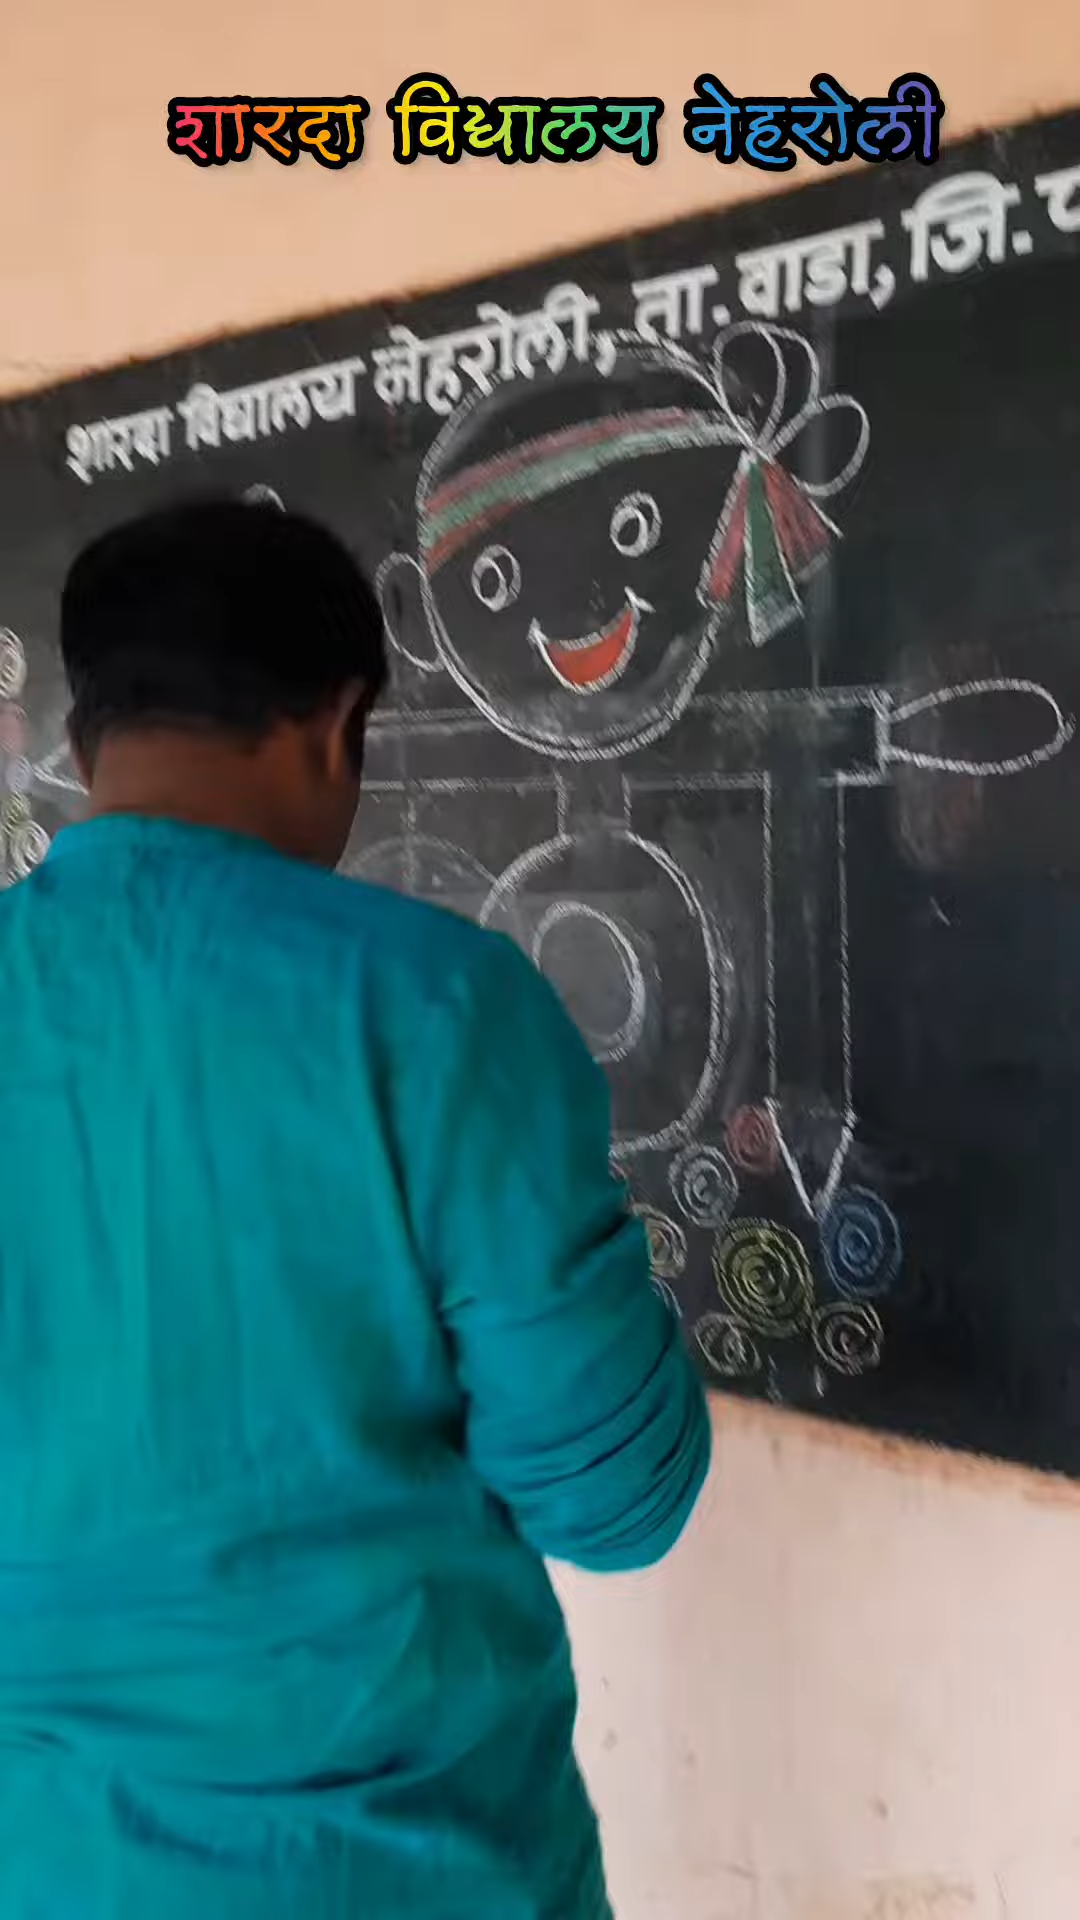 शारदा विद्यालय नेहरोली
शारदा विद्यालय नेहरोली, ता. वाडा, जि.